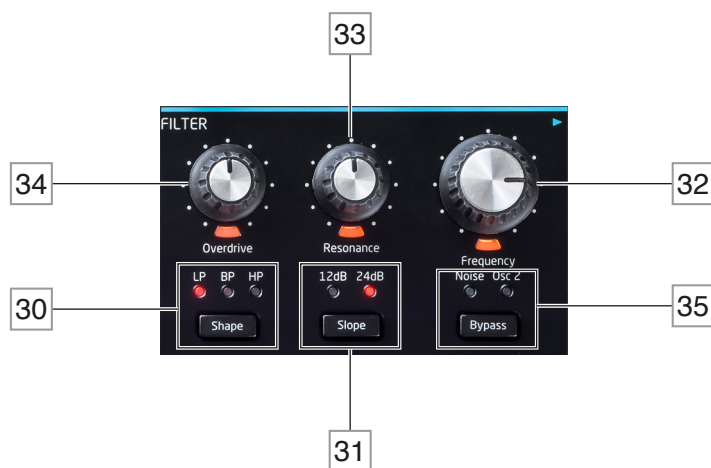 33
FILTER
34
32
Overdrive
Resonance
Frequency
LP BP HP
12dB 24dB
Noise Osc 2
30
35
Shape
Slope
Bypass
31